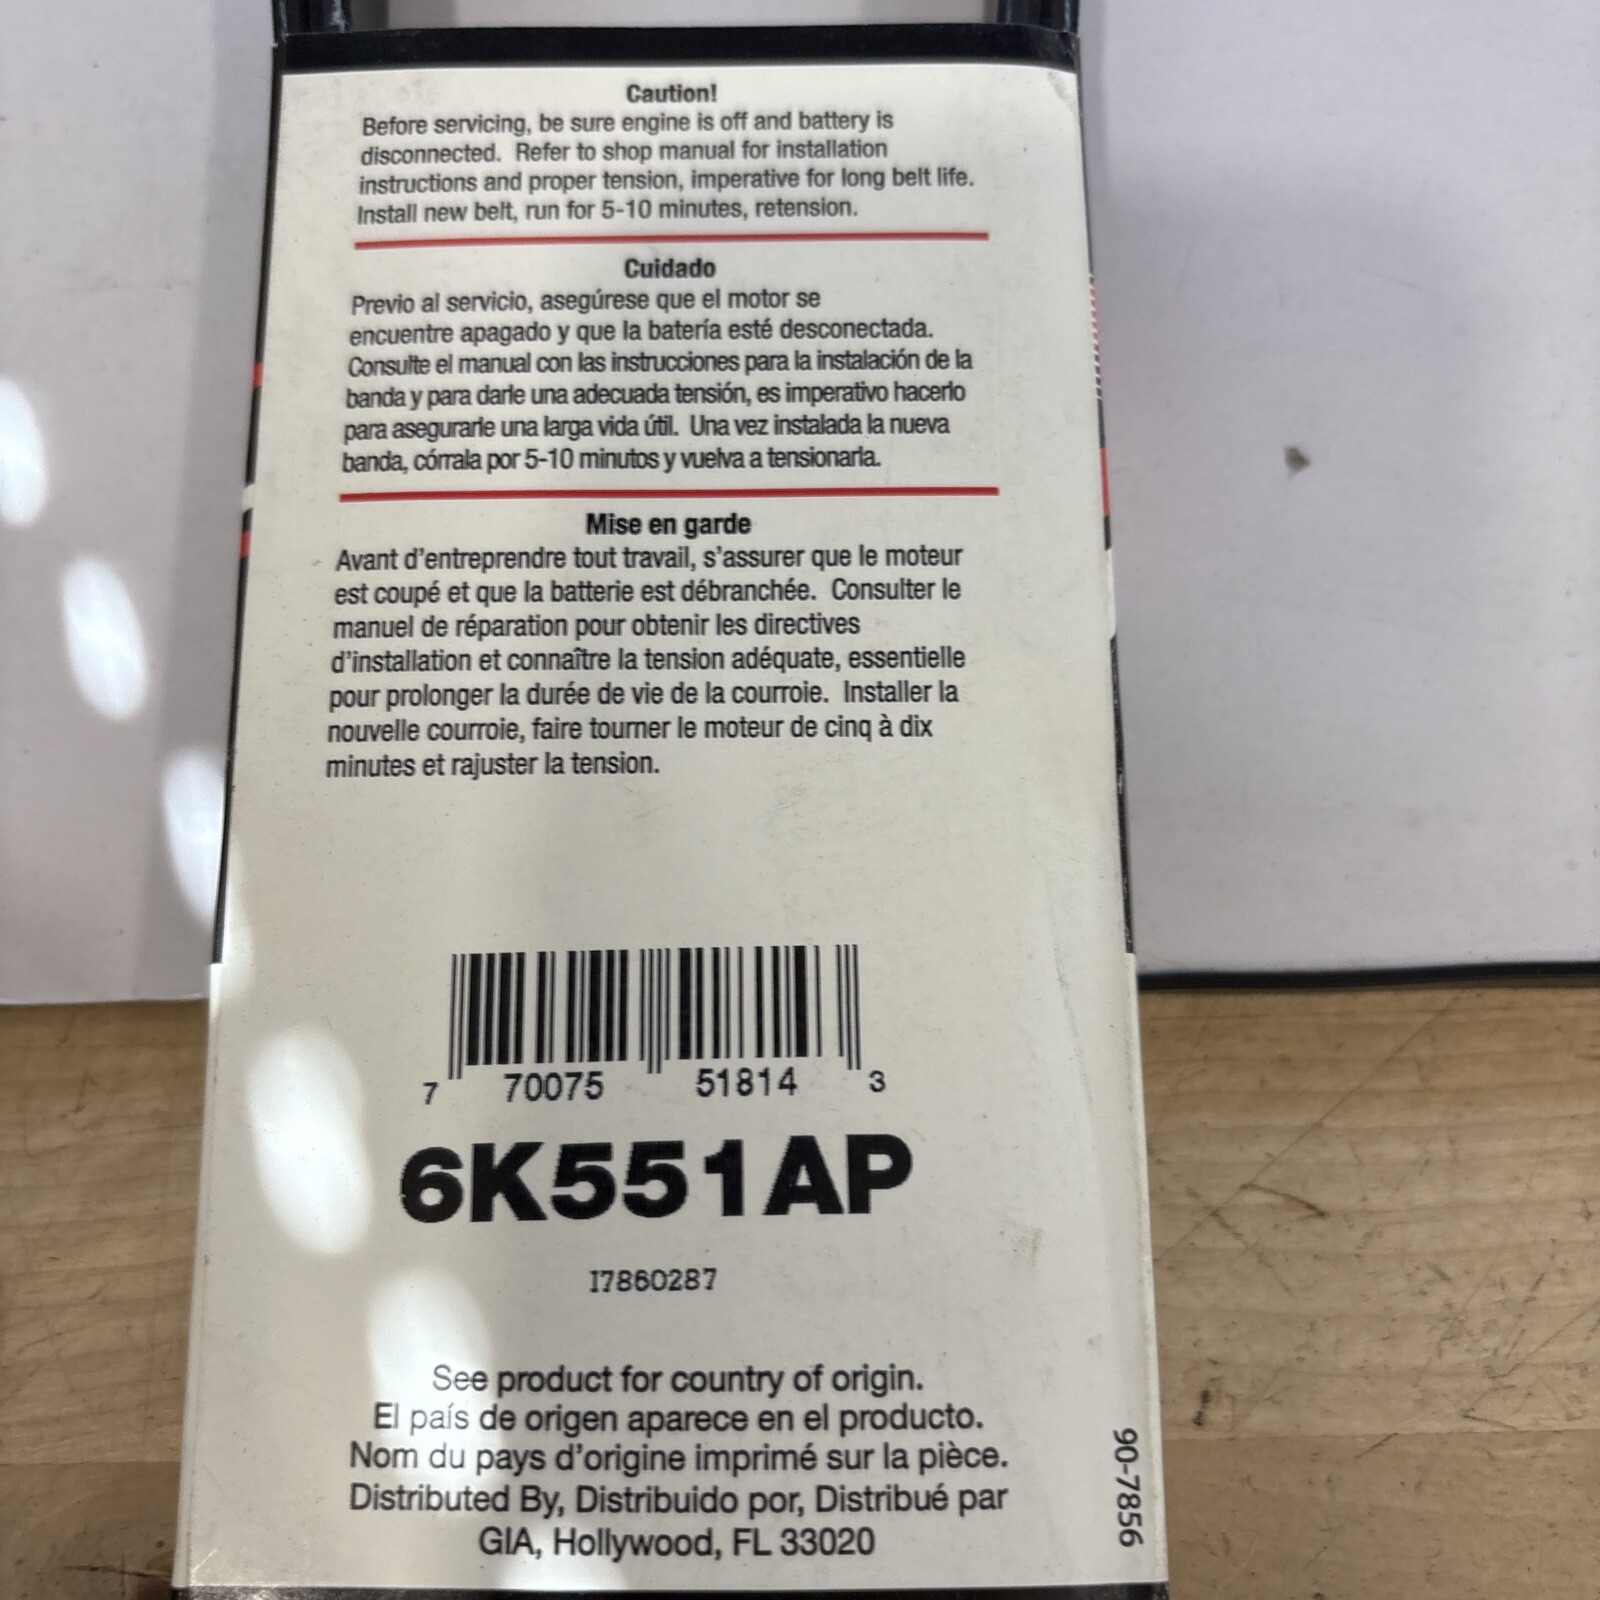 Caution!
Before servicing, be sure engine is off and battery is
disconnected. Refer to shop manual for installation
instructions and proper tension, imperative for long belt life.
Install new belt, run for 5-10 minutes, retension.
Cuidado
Previo al servicio, asegúrese que el motor se
encuentre apagado y que la batería esté desconectada.
Consulte el manual con las instrucciones para la instalación de la
banda y para darle una adecuada tensión, es imperativo hacerlo
para asegurarle una larga vida útil. Una vez instalada la nueva
banda, córrala por 5-10 minutos y vuelva a tensionarla.
Mise en garde
Avant d'entreprendre tout travail, s'assurer que le moteur
est coupé et que la batterie est débranchée. Consulter le
manuel de réparation pour obtenir les directives
d'installation et connaître la tension adéquate, essentielle
pour prolonger la durée de vie de la courroie. Installer la
nouvelle courroie, faire tourner le moteur de cinq à dix
minutes et rajuster la tension.
7 70075 51814 3
6K551AP
I7860287
See product for country of origin.
El país de origen aparece en el producto.
Nom du pays d'origine imprimé sur la pièce.
Distributed By, Distribuido por, Distribué par
GIA, Hollywood, FL 33020
90-7856